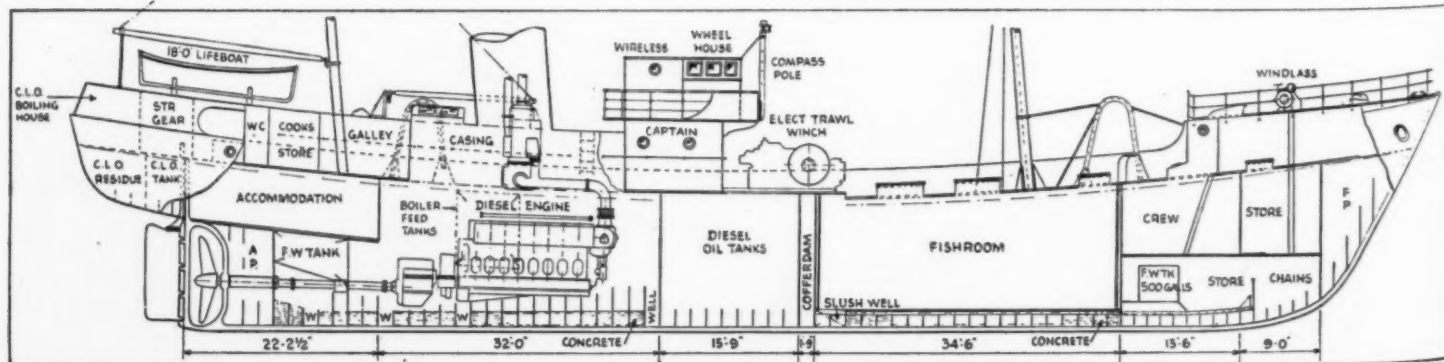 18'·0" LIFEBOAT
C.L.O.
BOILING
HOUSE
STR
GEAR
WC
COOKS
STORE
GALLEY
CASING
WIRELESS
WHEEL
HOUSE
COMPASS
POLE
CAPTAIN
ELECT TRAWL
WINCH
WINDLASS
C.L.O
RESIDUE
C.L.O.
TANK
ACCOMMODATION
BOILER
FEED
TANKS
DIESEL ENGINE
DIESEL
OIL TANKS
COFFERDAM
FISHROOM
CREW
STORE
F P
A
P.
F.W TANK
WELL
SLUSH WELL
F.W TK
500 GALLS
STORE
CHAINS
W
W
W
CONCRETE
CONCRETE
22'-2½"
32'-0"
15'-9"
1'-9
34'-6"
15'-6"
9'-0"